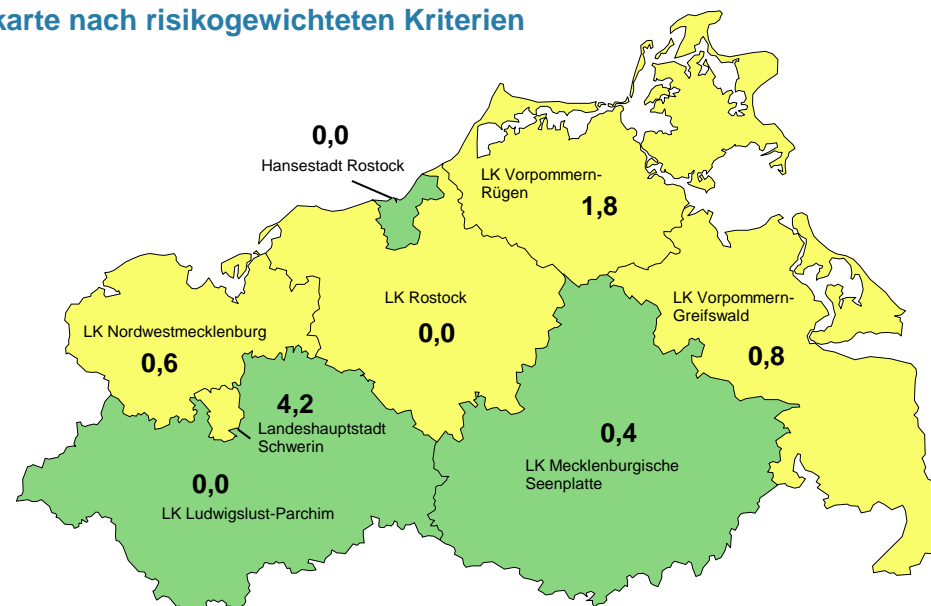 karte nach risikogewichteten Kriterien
0,0
Hansestadt Rostock
LK Vorpommern-
Rügen
1,8
LK Rostock
0,0
LK Vorpommern-
Greifswald
0,8
LK Nordwestmecklenburg
0,6
4,2
Landeshauptstadt
Schwerin
0,4
LK Mecklenburgische
Seenplatte
0,0
LK Ludwigslust-Parchim